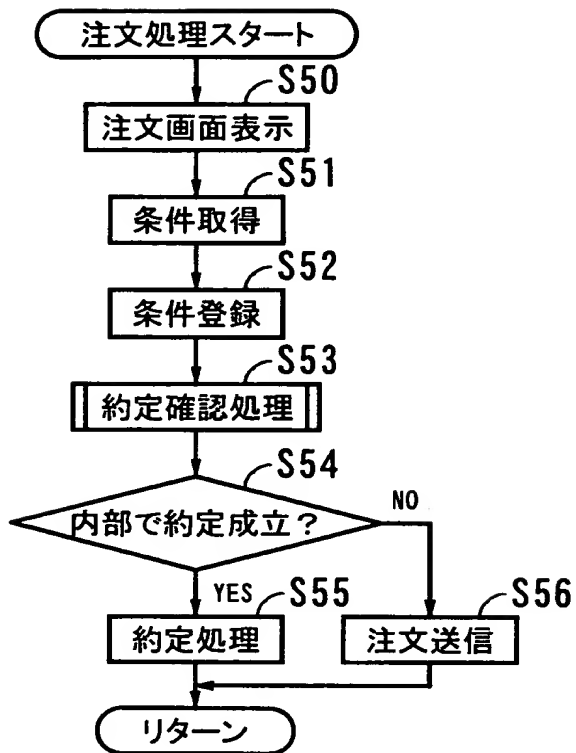 注文処理スタート
S50
注文画面表示
S51
条件取得
S52
条件登録
S53
約定確認処理
S54
内部で約定成立?
NO
YES
S55
S56
約定処理
注文送信
リターン